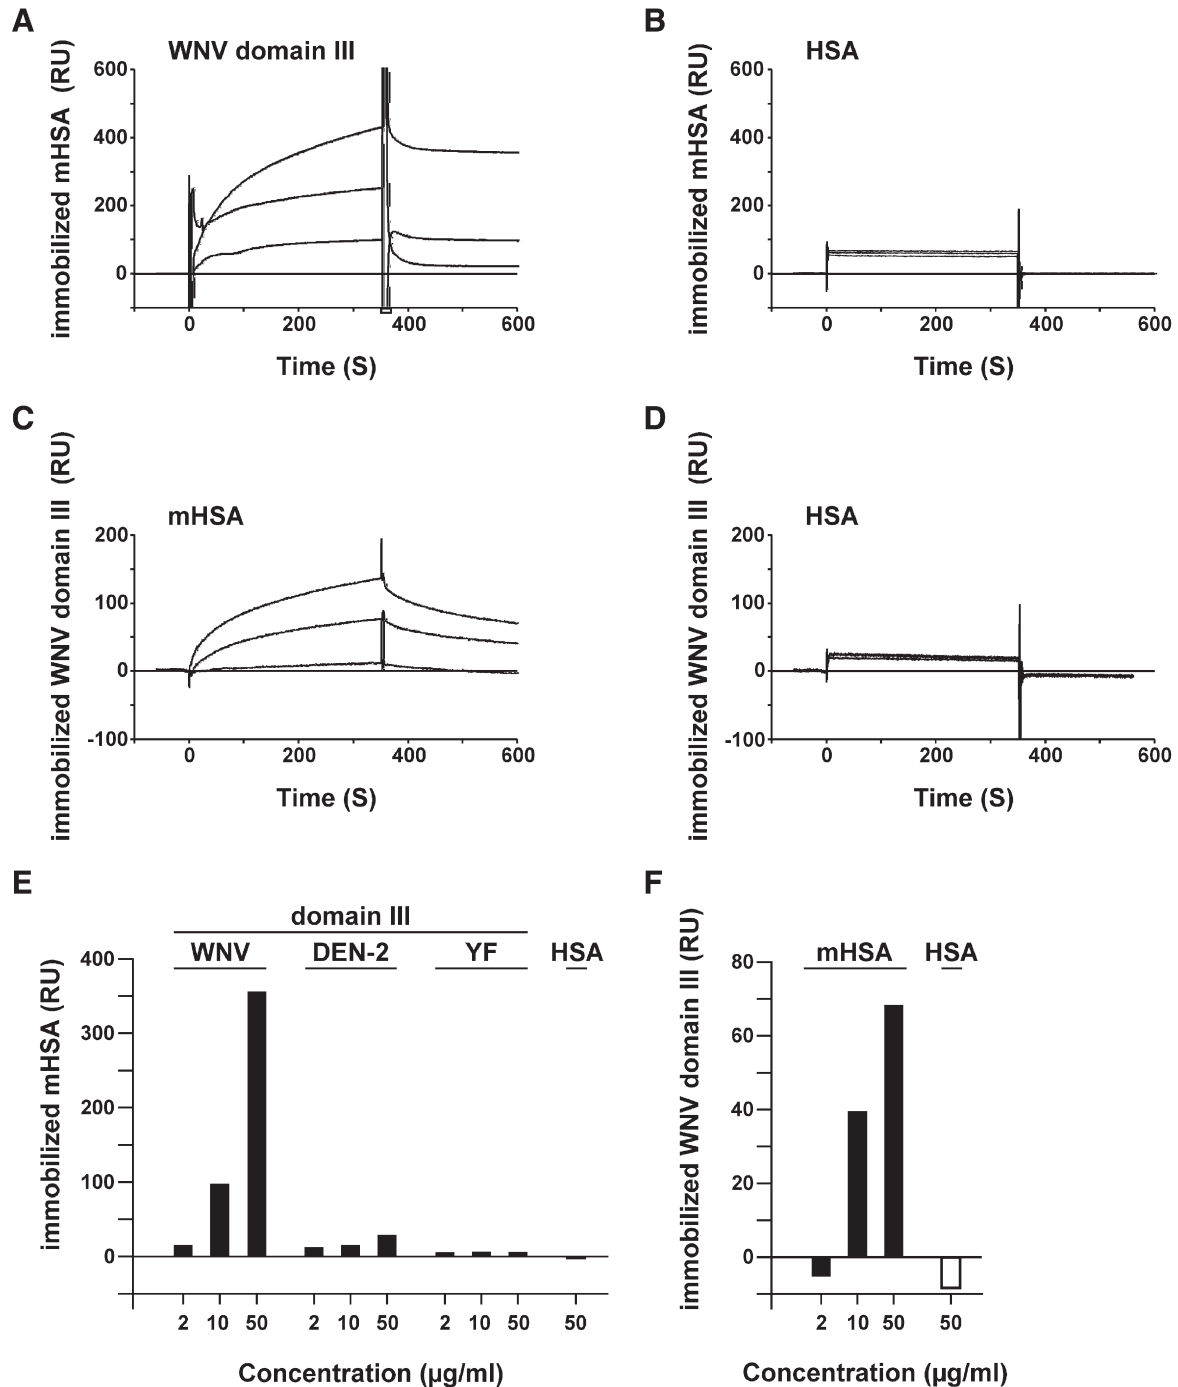 A
WNV domain III
immobilized mHSA (RU)
600
400
200
0
0 200 400 600
Time (S)
B
HSA
immobilized mHSA (RU)
600
400
200
0
0 200 400 600
Time (S)
C
mHSA
immobilized WNV domain III (RU)
200
100
0
-100
0 200 400 600
Time (S)
D
HSA
immobilized WNV domain III (RU)
200
100
0
-100
0 200 400 600
Time (S)
E
domain III
WNV DEN-2 YF HSA
immobilized mHSA (RU)
400
300
200
100
0
2 10 50 2 10 50 2 10 50 50
Concentration (µg/ml)
F
mHSA HSA
immobilized WNV domain III (RU)
80
60
40
20
0
2 10 50 50
Concentration (µg/ml)